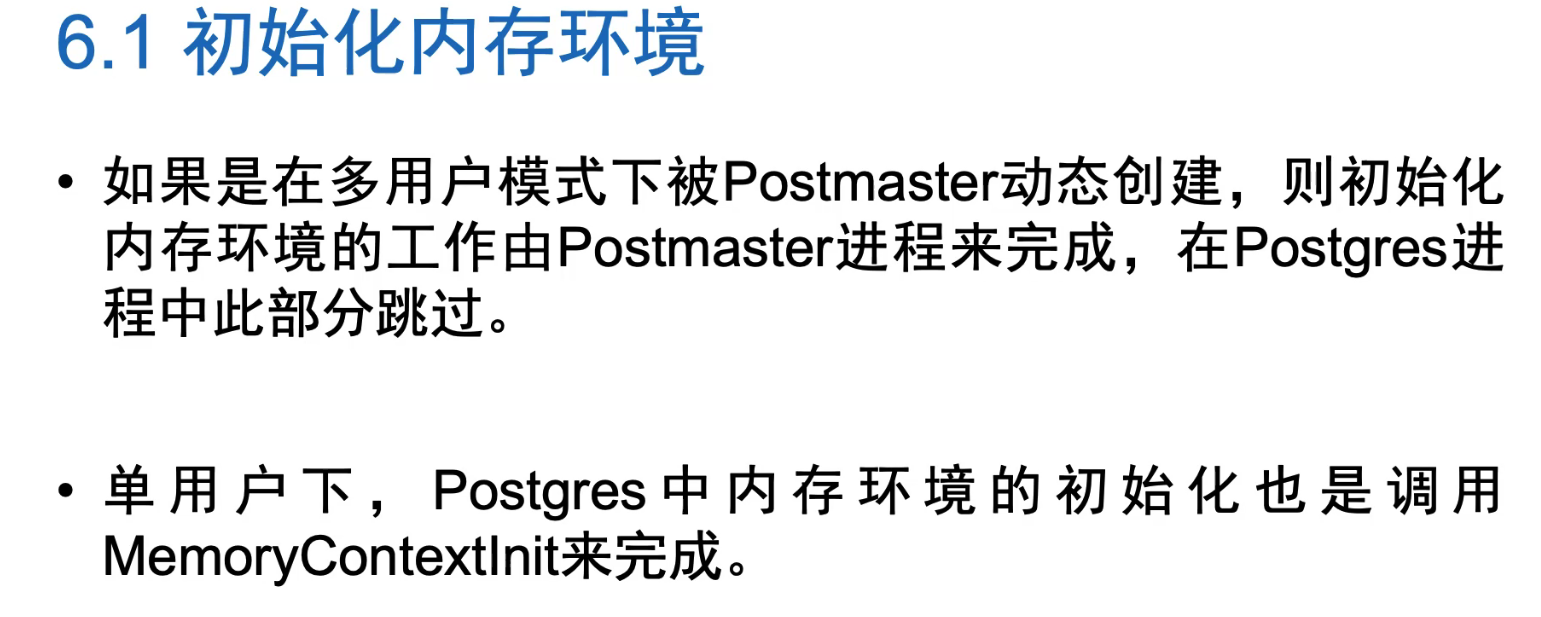 6.1 初始化内存环境
• 如果是在多用户模式下被Postmaster动态创建，则初始化
内存环境的工作由Postmaster进程来完成，在Postgres进
程中此部分跳过。
• 单用户下，Postgres中内存环境的初始化也是调用
MemoryContextInit来完成。